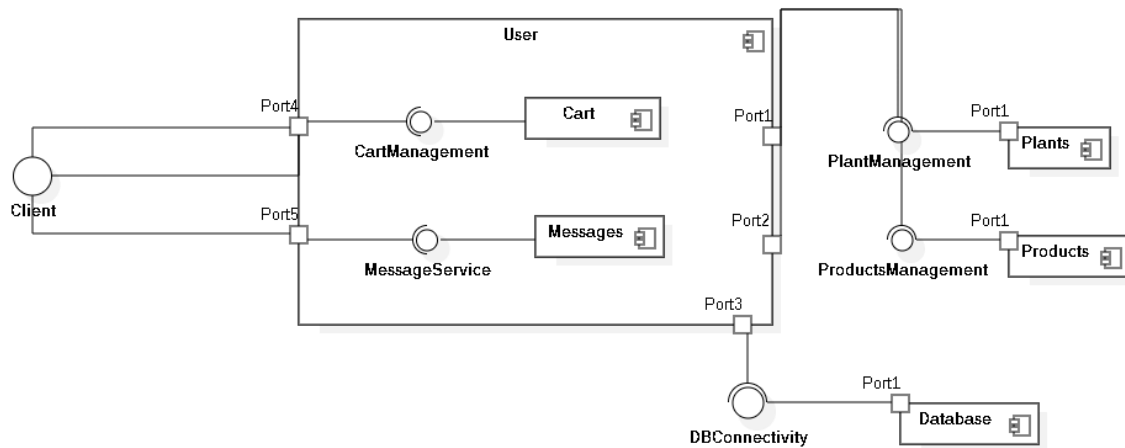 User
Port4
Cart
Port1
Port1
CartManagement
PlantManagement
Plants
Client
Port5
Messages
Port2
Port1
MessageService
ProductsManagement
Products
Port3
Port1
Database
DBConnectivity